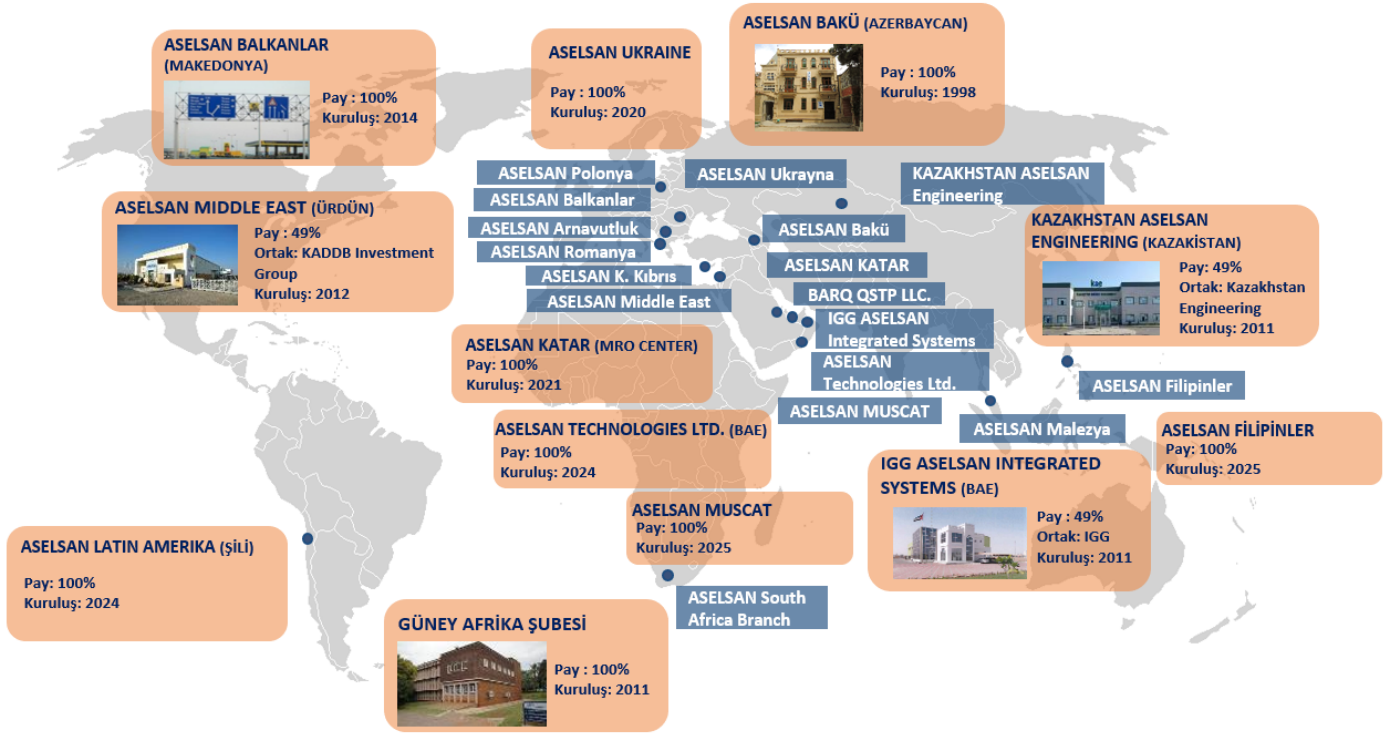 ASELSAN BALKANLAR
(MAKEDONYA)
Pay : 100%
Kuruluş: 2014
ASELSAN UKRAINE
Pay : 100%
Kuruluş: 2020
ASELSAN BAKÜ (AZERBAYCAN)
Pay : 100%
Kuruluş: 1998
ASELSAN MIDDLE EAST (ÜRDÜN)
Pay : 49%
Ortak: KADDB Investment
Group
Kuruluş: 2012
ASELSAN Polonya
ASELSAN Balkanlar
ASELSAN Arnavutluk
ASELSAN Romanya
ASELSAN K. Kıbrıs
ASELSAN Middle East
ASELSAN Ukrayna
KAZAKHSTAN ASELSAN
Engineering
ASELSAN Bakü
ASELSAN KATAR
BARQ QSTP LLC.
IGG ASELSAN
Integrated Systems
ASELSAN
Technologies Ltd.
ASELSAN MUSCAT
KAZAKHSTAN ASELSAN
ENGINEERING (KAZAKİSTAN)
kae
Pay: 49%
Ortak: Kazakhstan
Engineering
Kuruluş: 2011
ASELSAN KATAR (MRO CENTER)
Pay: 100%
Kuruluş: 2021
ASELSAN Filipinler
ASELSAN Malezya
ASELSAN TECHNOLOGIES LTD. (BAE)
Pay: 100%
Kuruluş: 2024
ASELSAN FİLİPİNLER
Pay: 100%
Kuruluş: 2025
IGG ASELSAN INTEGRATED
SYSTEMS (BAE)
Pay : 49%
Ortak: IGG
Kuruluş: 2011
ASELSAN MUSCAT
Pay: 100%
Kuruluş: 2025
ASELSAN LATIN AMERIKA (ŞİLİ)
Pay: 100%
Kuruluş: 2024
ASELSAN South
Africa Branch
GÜNEY AFRİKA ŞUBESİ
Pay : 100%
Kuruluş: 2011